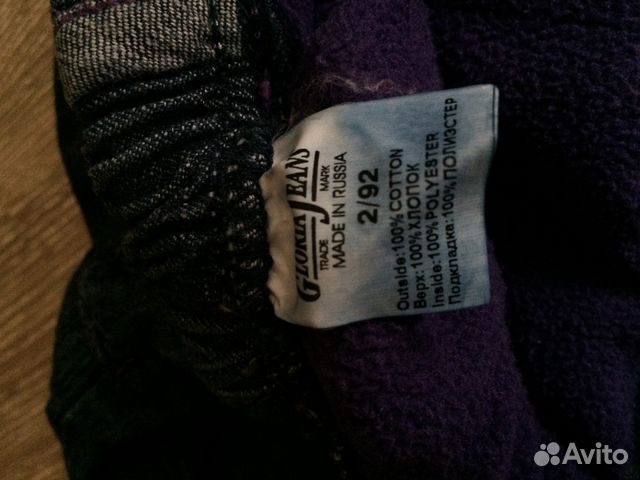 GLORIA JEANS
TRADE MARK
MADE IN RUSSIA
2/92
Outside:100% COTTON
Верх: 100% ХЛОПОК
Inside:100% POLYESTER
Подкладка:100% ПОЛИЭСТЕР
Avito